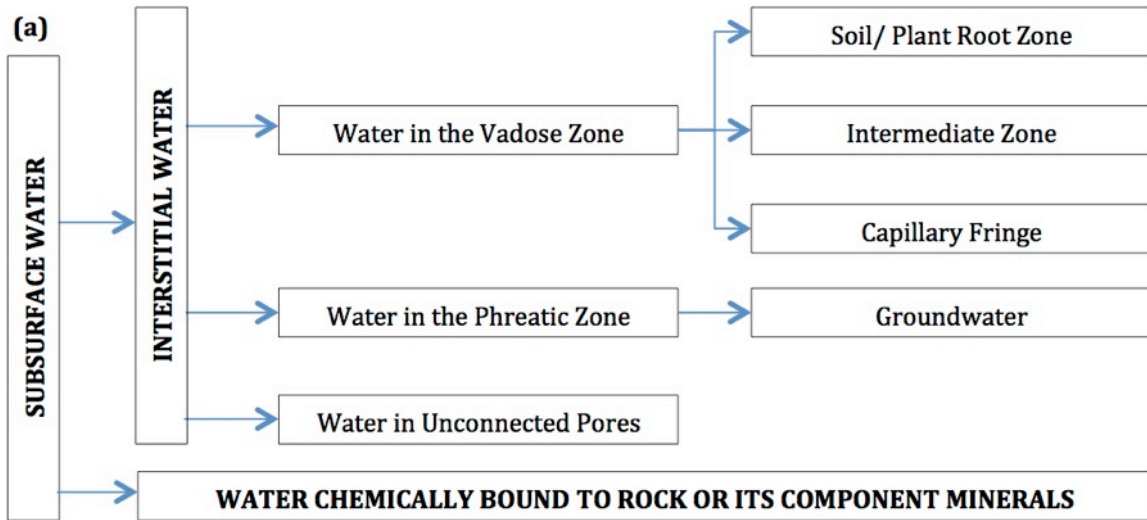 (a)
SUBSURFACE WATER
INTERSTITIAL WATER
Water in the Vadose Zone
Soil/ Plant Root Zone
Intermediate Zone
Capillary Fringe
Water in the Phreatic Zone
Groundwater
Water in Unconnected Pores
WATER CHEMICALLY BOUND TO ROCK OR ITS COMPONENT MINERALS